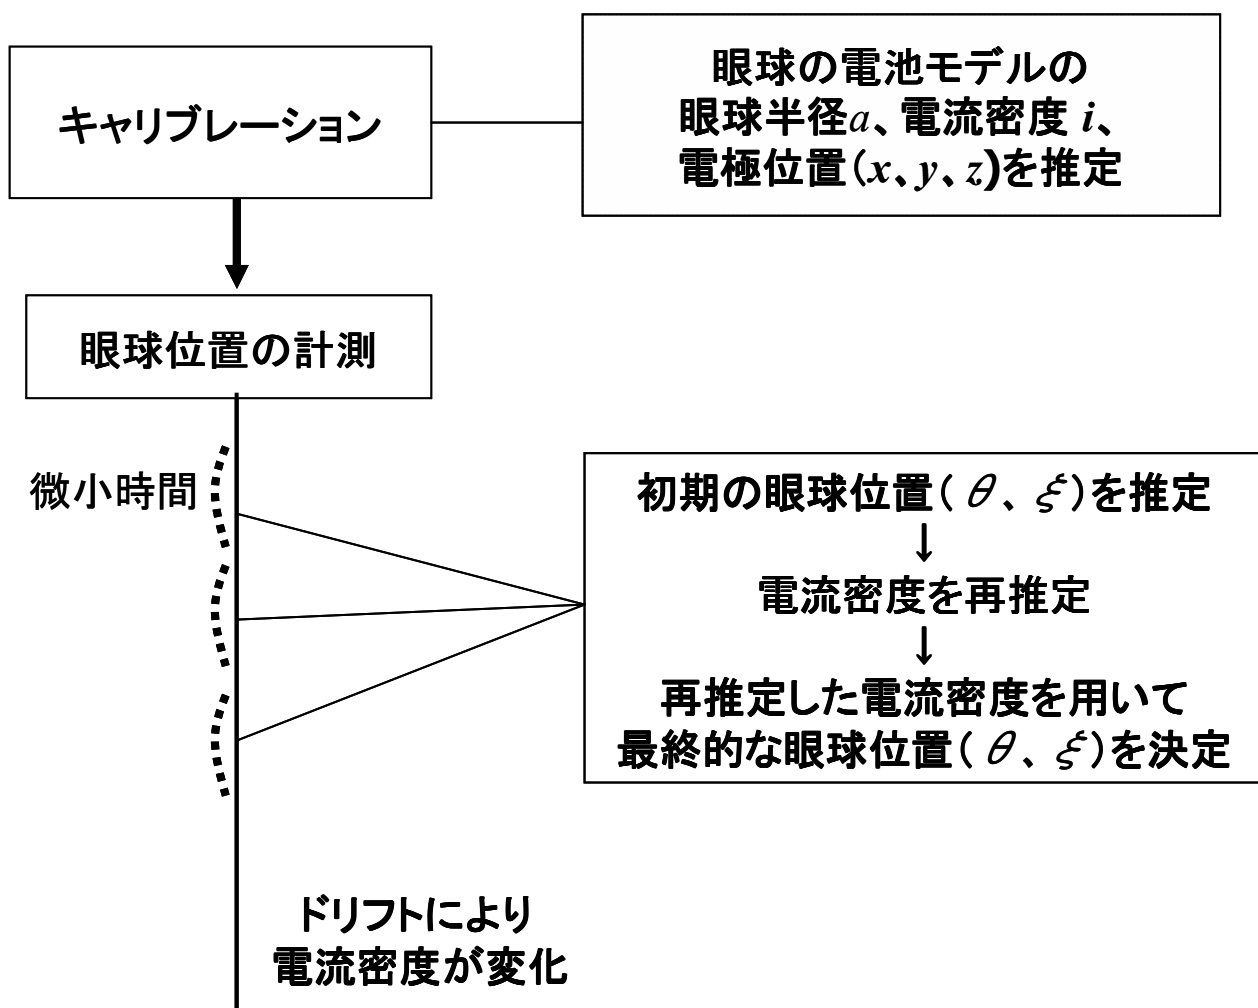 キャリブレーション
眼球の電池モデルの
眼球半径a、電流密度 i、
電極位置(x、y、z)を推定
眼球位置の計測
微小時間
初期の眼球位置(θ、ξ)を推定
↓
電流密度を再推定
↓
再推定した電流密度を用いて
最終的な眼球位置(θ、ξ)を決定
ドリフトにより
電流密度が変化